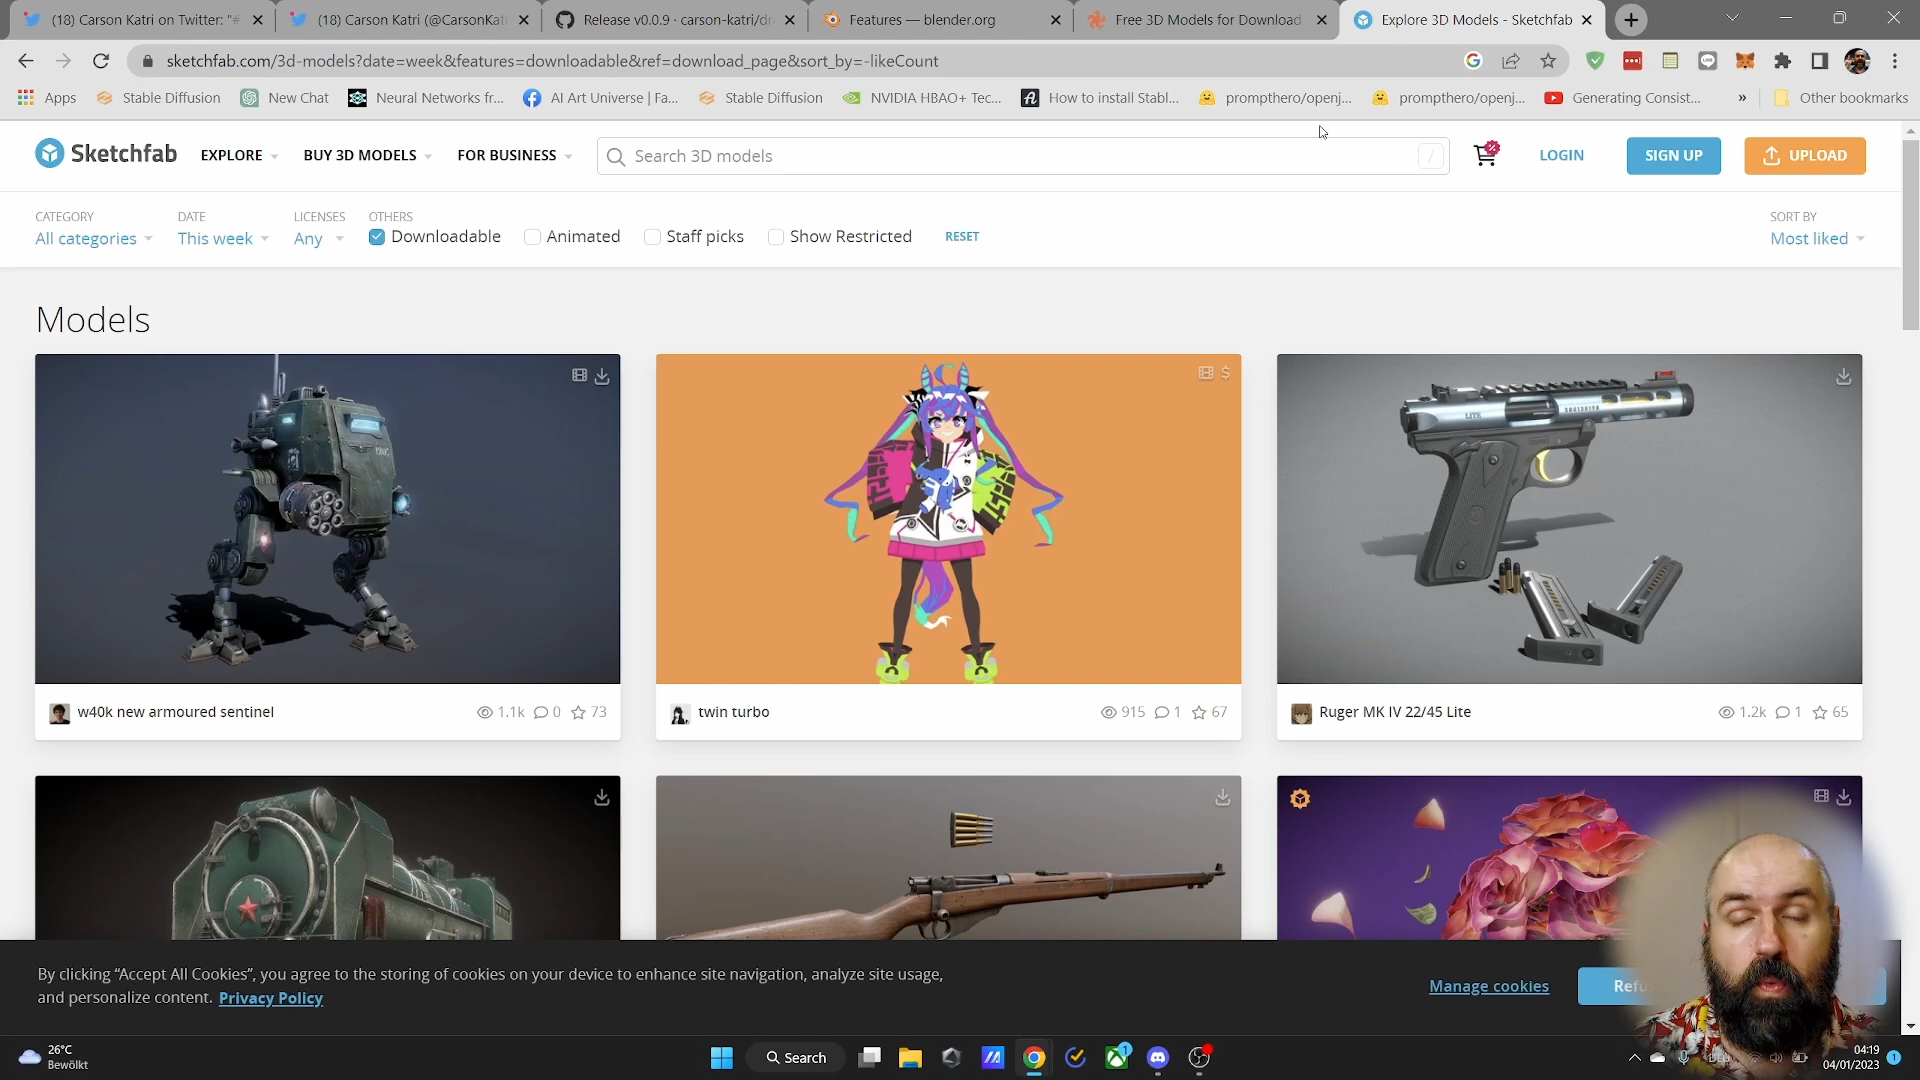 (18) Carson Katri on Twitter: "#
(18) Carson Katri (@CarsonKat
Release v0.0.9 · carson-katri/dr
Features — blender.org
Free 3D Models for Download
Explore 3D Models - Sketchfab
sketchfab.com/3d-models?date=week&features=downloadable&ref=download_page&sort_by=-likeCount
Apps
Stable Diffusion
New Chat
Neural Networks fr...
AI Art Universe | Fa...
Stable Diffusion
NVIDIA HBAO+ Tec...
How to install Stabl...
prompthero/openj...
prompthero/openj...
Generating Consist...
»
Other bookmarks
Sketchfab
EXPLORE
BUY 3D MODELS
FOR BUSINESS
Search 3D models
/
LOGIN
SIGN UP
UPLOAD
CATEGORY
DATE
LICENSES
OTHERS
SORT BY
All categories
This week
Any
Downloadable
Animated
Staff picks
Show Restricted
RESET
Most liked
Models
$
LITE
w40k new armoured sentinel
1.1k
0
73
twin turbo
915
1
67
Ruger MK IV 22/45 Lite
1.2k
1
65
By clicking “Accept All Cookies”, you agree to the storing of cookies on your device to enhance site navigation, analyze site usage,
and personalize content. Privacy Policy
Manage cookies
26°C
Bewölkt
Search
1
04:19
04/01/2023
1